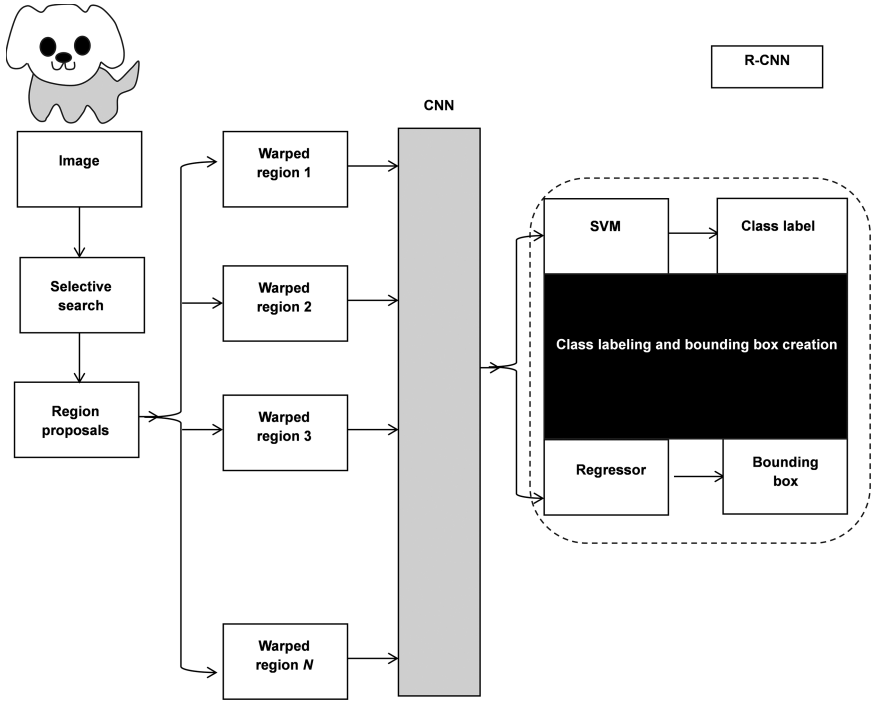 R-CNN
CNN
Image
Selective
search
Region
proposals
Warped
region 1
Warped
region 2
Warped
region 3
Warped
region N
SVM
Class label
Class labeling and bounding box creation
Regressor
Bounding
box